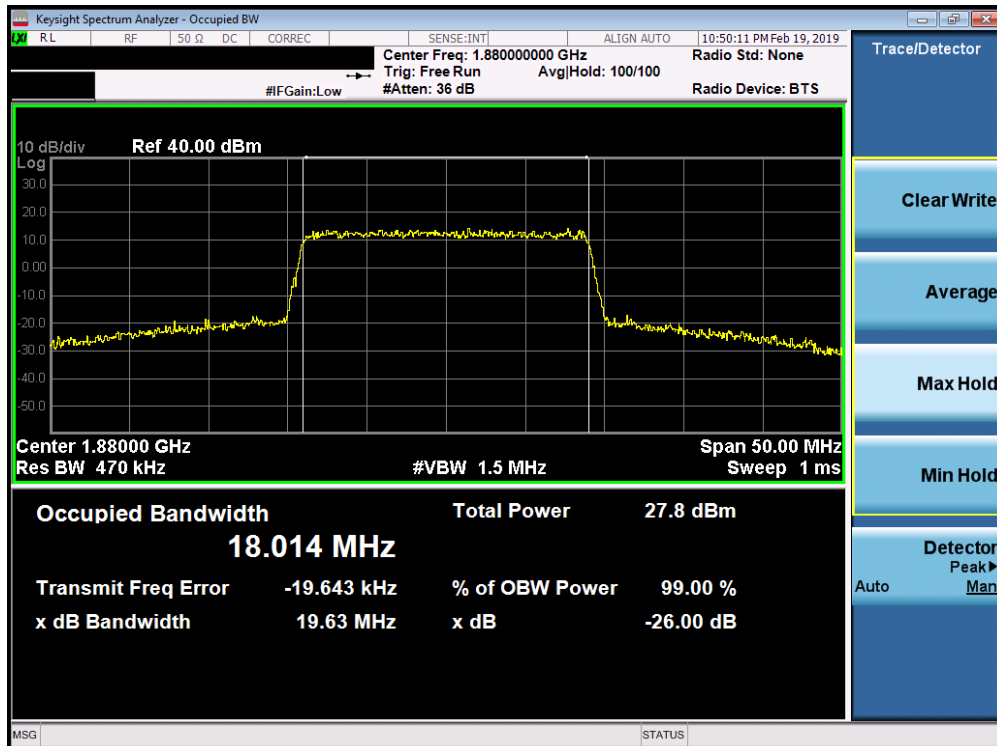 Keysight Spectrum Analyzer - Occupied BW
LXI RL RF 50 Ω DC CORREC SENSE:INT ALIGN AUTO 10:50:11 PM Feb 19, 2019
Center Freq: 1.880000000 GHz Radio Std: None
Trig: Free Run Avg|Hold: 100/100
#IFGain:Low #Atten: 36 dB Radio Device: BTS
10 dB/div Ref 40.00 dBm
Log
30.0
20.0
10.0
0.00
-10.0
-20.0
-30.0
-40.0
-50.0
Center 1.88000 GHz Span 50.00 MHz
Res BW 470 kHz #VBW 1.5 MHz Sweep 1 ms
Occupied Bandwidth Total Power 27.8 dBm
18.014 MHz
Transmit Freq Error -19.643 kHz % of OBW Power 99.00 %
x dB Bandwidth 19.63 MHz x dB -26.00 dB
MSG STATUS
Trace/Detector
Clear Write
Average
Max Hold
Min Hold
Detector
Peak▶
Auto Man